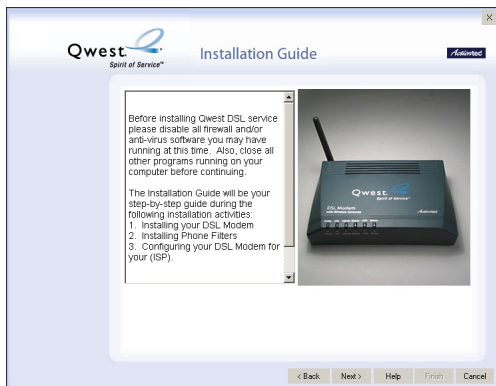 X
Qwest.
Spirit of Service™
Installation Guide
Actiontec
Before installing Qwest DSL service
please disable all firewall and/or
anti-virus software you may have
running at this time. Also, close all
other programs running on your
computer before continuing.
The Installation Guide will be your
step-by-step guide during the
following installation activities:
1. Installing your DSL Modem
2. Installing Phone Filters
3. Configuring your DSL Modem for
your (ISP).
Qwest.
Spirit of Service
DSL Modem
with Wireless Gateway
Actiontec
< Back
Next >
Help
Finish
Cancel